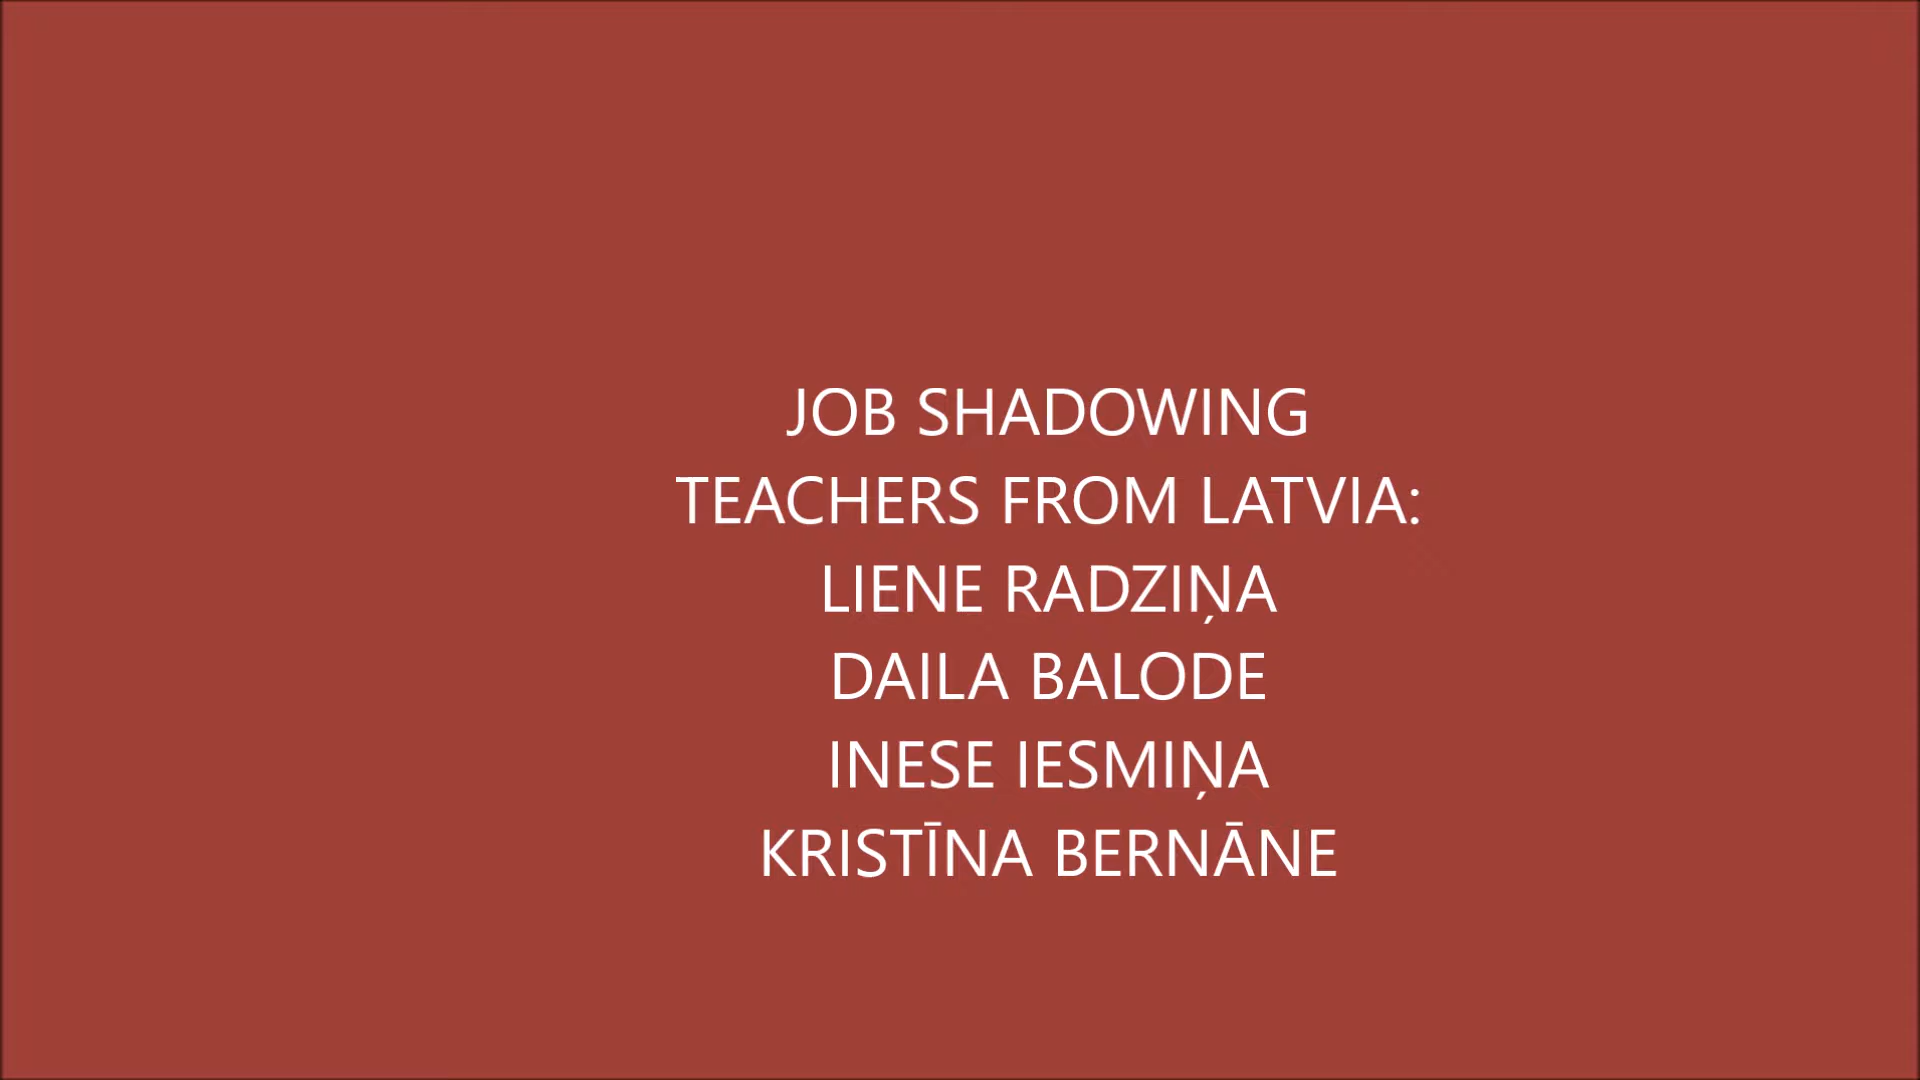 JOB SHADOWING
TEACHERS FROM LATVIA:
LIENE RADZIŅA
DAILA BALODE
INESE IESMIŅA
KRISTĪNA BERNĀNE